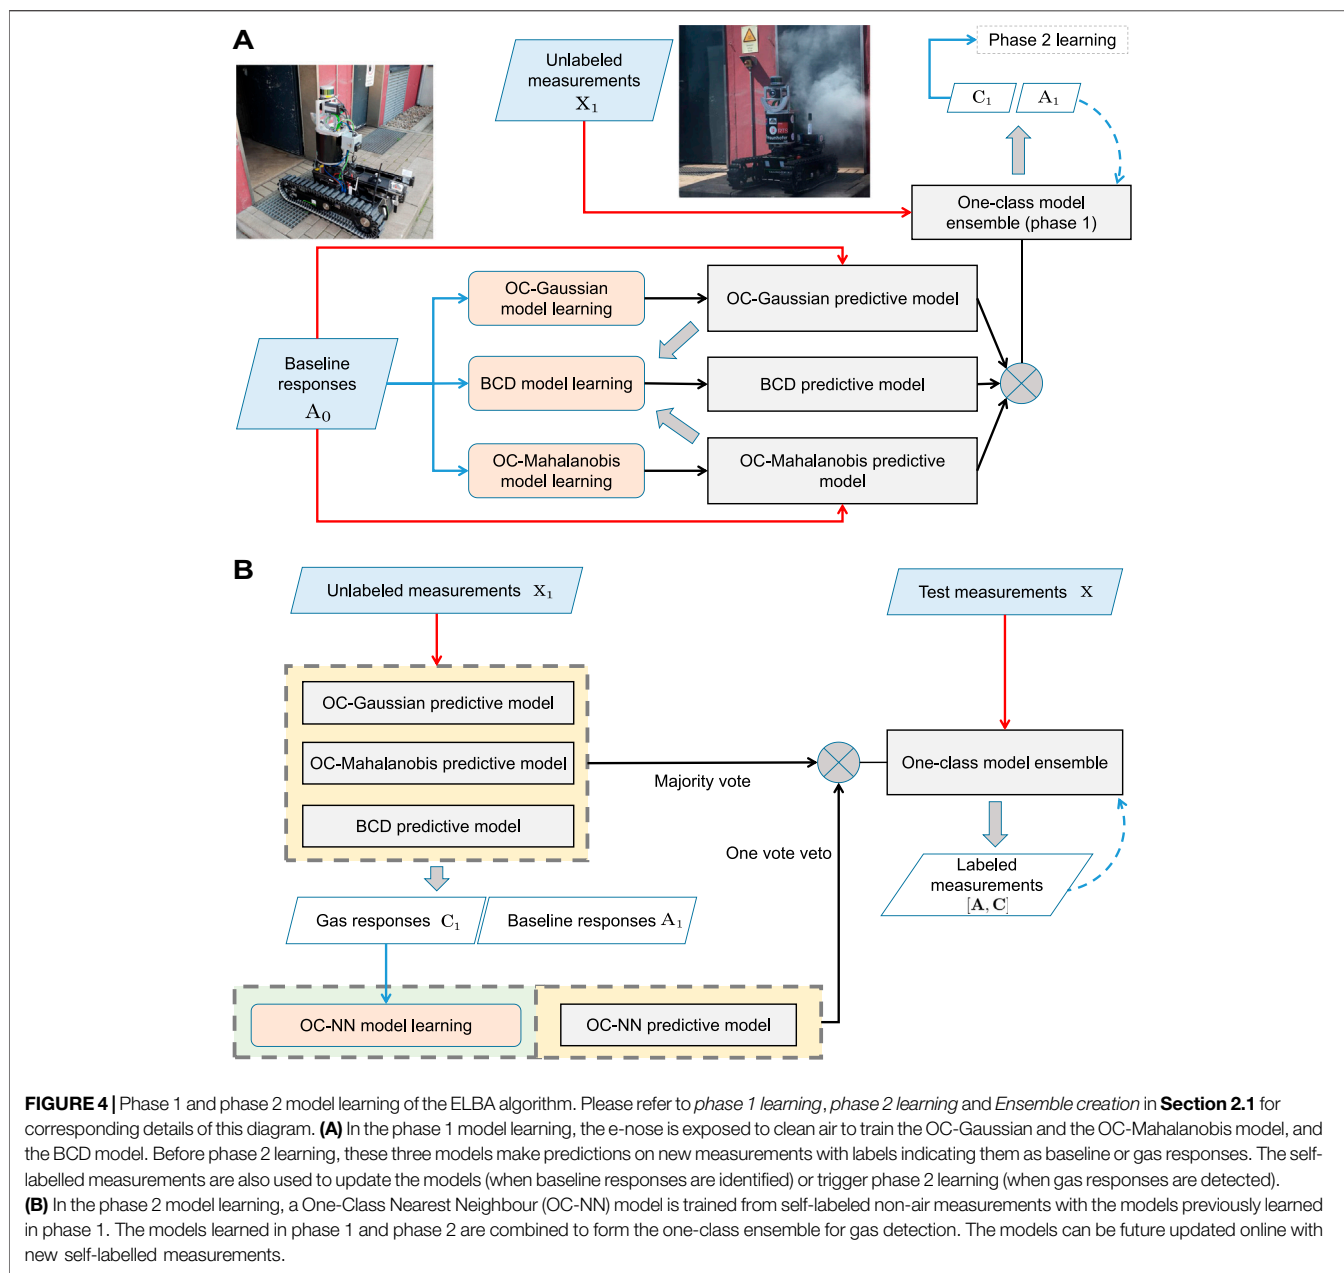 A
Unlabeled
measurements
X1
Phase 2 learning
C1
A1
One-class model
ensemble (phase 1)
OC-Gaussian
model learning
OC-Gaussian predictive model
Baseline
responses
A0
BCD model learning
BCD predictive model
OC-Mahalanobis
model learning
OC-Mahalanobis predictive
model
B
Unlabeled measurements X1
Test measurements X
OC-Gaussian predictive model
OC-Mahalanobis predictive model
BCD predictive model
Majority vote
One-class model ensemble
One vote veto
Labeled
measurements
[A, C]
Gas responses C1
Baseline responses A1
OC-NN model learning
OC-NN predictive model
FIGURE 4 | Phase 1 and phase 2 model learning of the ELBA algorithm. Please refer to phase 1 learning, phase 2 learning and Ensemble creation in Section 2.1 for
corresponding details of this diagram. (A) In the phase 1 model learning, the e-nose is exposed to clean air to train the OC-Gaussian and the OC-Mahalanobis model, and
the BCD model. Before phase 2 learning, these three models make predictions on new measurements with labels indicating them as baseline or gas responses. The self-
labelled measurements are also used to update the models (when baseline responses are identified) or trigger phase 2 learning (when gas responses are detected).
(B) In the phase 2 model learning, a One-Class Nearest Neighbour (OC-NN) model is trained from self-labeled non-air measurements with the models previously learned
in phase 1. The models learned in phase 1 and phase 2 are combined to form the one-class ensemble for gas detection. The models can be future updated online with
new self-labelled measurements.